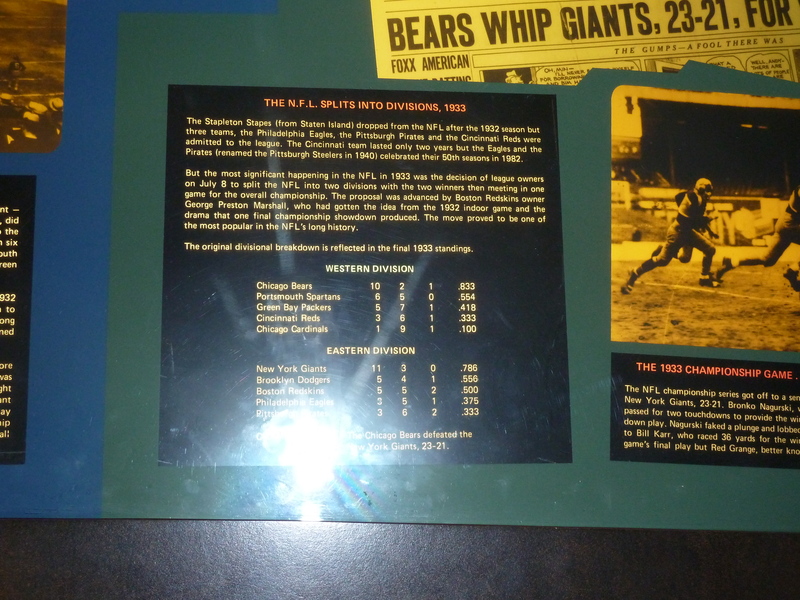 BEARS WHIP GIANTS, 23-21, FOR
THE GUMPS—A FOOL THERE WAS
FOXX AMERICAN
THE N.F.L. SPLITS INTO DIVISIONS, 1933
The Stapleton Stapes (from Staten Island) dropped from the NFL after the 1932 season but
three teams, the Philadelphia Eagles, the Pittsburgh Pirates and the Cincinnati Reds were
admitted to the league. The Cincinnati team lasted only two years but the Eagles and the
Pirates (renamed the Pittsburgh Steelers in 1940) celebrated their 50th seasons in 1982.
But the most significant happening in the NFL in 1933 was the decision of league owners
on July 8 to split the NFL into two divisions with the two winners then meeting in one
game for the overall championship. The proposal was advanced by Boston Redskins owner
George Preston Marshall, who had gotten the idea from the 1932 indoor game and the
drama that one final championship showdown produced. The move proved to be one of
the most popular in the NFL's long history.
The original divisional breakdown is reflected in the final 1933 standings.
WESTERN DIVISION
Chicago Bears 10 2 1 .833
Portsmouth Spartans 6 5 0 .554
Green Bay Packers 5 7 1 .418
Cincinnati Reds 3 6 1 .333
Chicago Cardinals 1 9 1 .100
EASTERN DIVISION
New York Giants 11 3 0 .786
Brooklyn Dodgers 5 4 1 .556
Boston Redskins 5 5 2 .500
Philadelphia Eagles 3 5 1 .375
3 6 2 .333
The Chicago Bears defeated the
New York Giants, 23-21.
THE 1933 CHAMPIONSHIP GAME . .
The NFL championship series got off to a
New York Giants, 23-21. Bronko Nagurski,
passed for two touchdowns to provide the
down play. Nagurski faked a plunge and lobbed
to Bill Karr, who raced 36 yards for the
game's final play but Red Grange, better